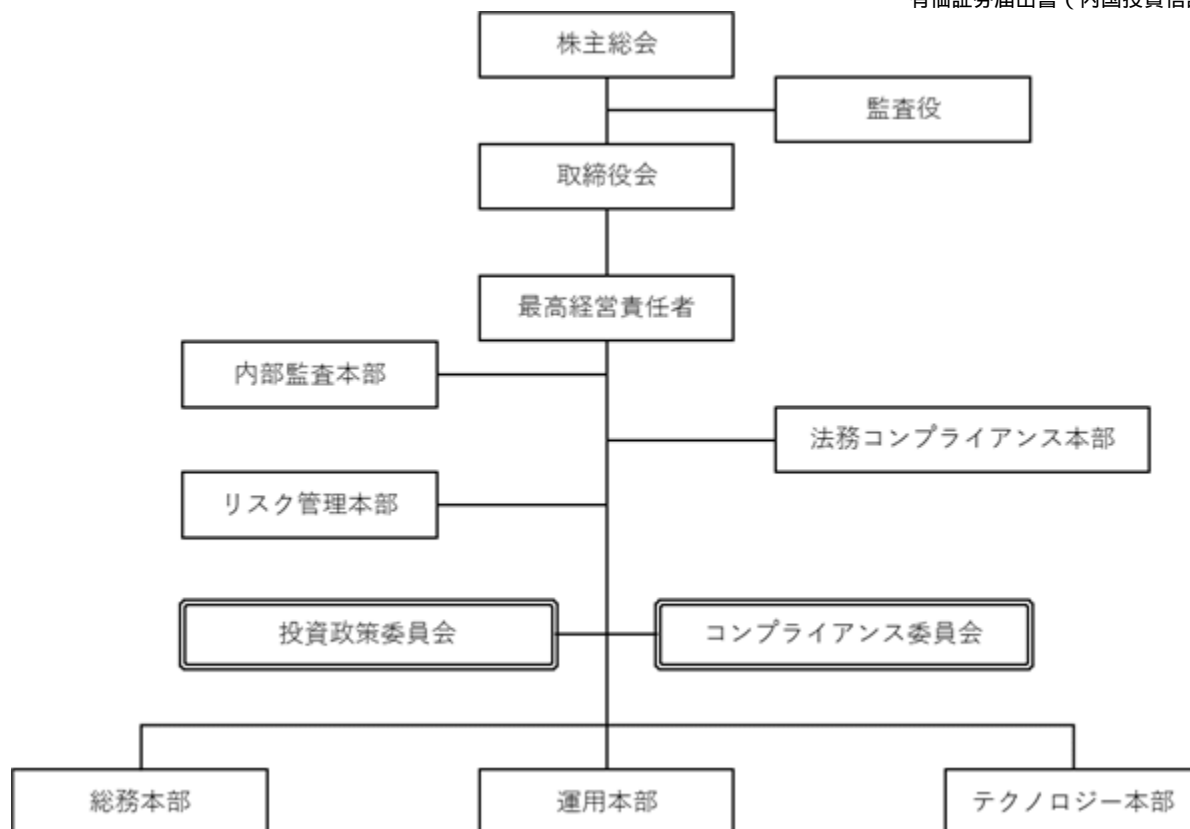 有価証券届出書(内国投資信託
株主総会
監査役
取締役会
最高経営責任者
内部監査本部
法務コンプライアンス本部
リスク管理本部
投資政策委員会
コンプライアンス委員会
総務本部
運用本部
テクノロジー本部